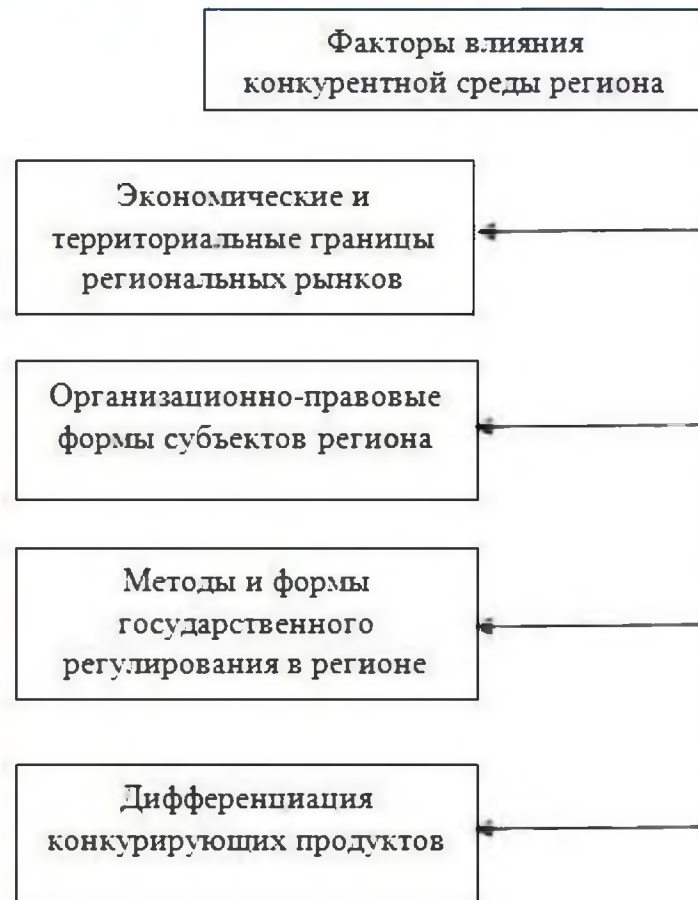 Факторы влияния
конкурентной среды региона
Экономические и
территориальные границы
региональных рынков
Организационно-правовые
формы субъектов региона
Методы и формы
государственного
регулирования в регионе
Дифференциация
конкурирующих продуктов